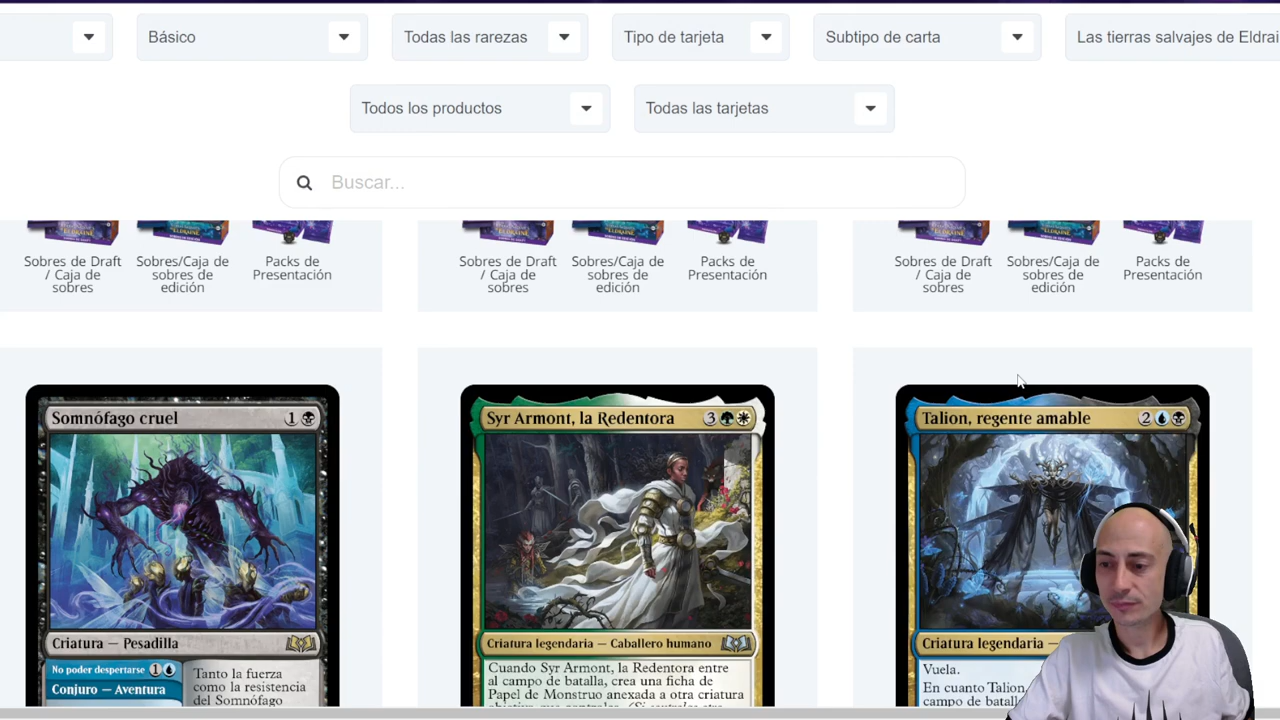 Básico
Todas las rarezas
Tipo de tarjeta
Subtipo de carta
Las tierras salvajes de
Todos los productos
Todas las tarjetas
Buscar...
Sobres de Draft
/ Caja de
sobres
Sobres/Caja de
sobres de
edición
Packs de
Presentación
Sobres de Draft
/ Caja de
sobres
Sobres/Caja de
sobres de
edición
Packs de
Presentación
Sobres de Draft
/ Caja de
sobres
Sobres/Caja de
sobres de
edición
Packs de
Presentación
Somnófago cruel 1
Criatura — Pesadilla
No poder despertarse 1
Conjuro — Aventura
Tanto la fuerza
como la resistencia
del Somnófago
Syr Armont, la Redentora 3
Criatura legendaria — Caballero humano
Cuando Syr Armont, la Redentora entre
al campo de batalla, crea una ficha de
Papel de Monstruo anexada a otra criatura
Talion, regente amable 2
Criatura legendaria —
Vuela.
En cuanto Talion
campo de batalla